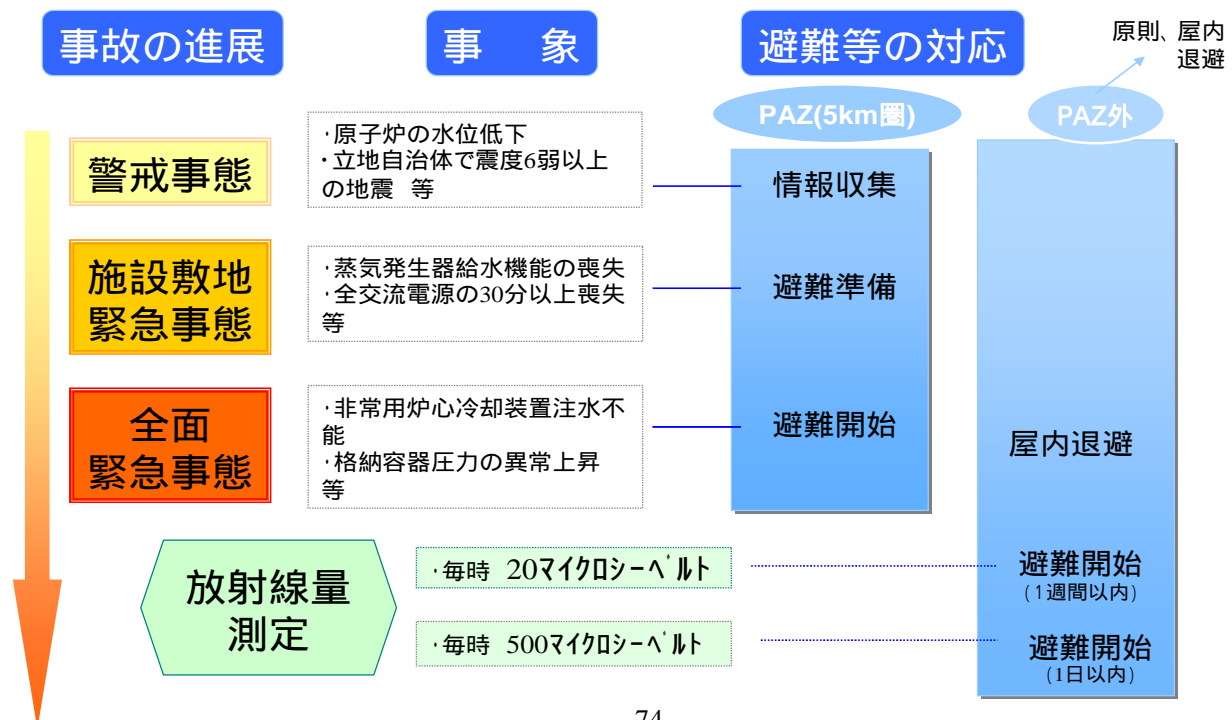 事故の進展
事 象
避難等の対応
原則、屋内
退避
PAZ(5km圏)
PAZ外
警戒事態
・原子炉の水位低下
・立地自治体で震度6弱以上
の地震 等
情報収集
施設敷地
緊急事態
・蒸気発生器給水機能の喪失
・全交流電源の30分以上喪失
等
避難準備
全面
緊急事態
・非常用炉心冷却装置注水不
能
・格納容器圧力の異常上昇
等
避難開始
屋内退避
放射線量
測定
・毎時 20マイクロシーベルト
避難開始
(1週間以内)
・毎時 500マイクロシーベルト
避難開始
(1日以内)
74